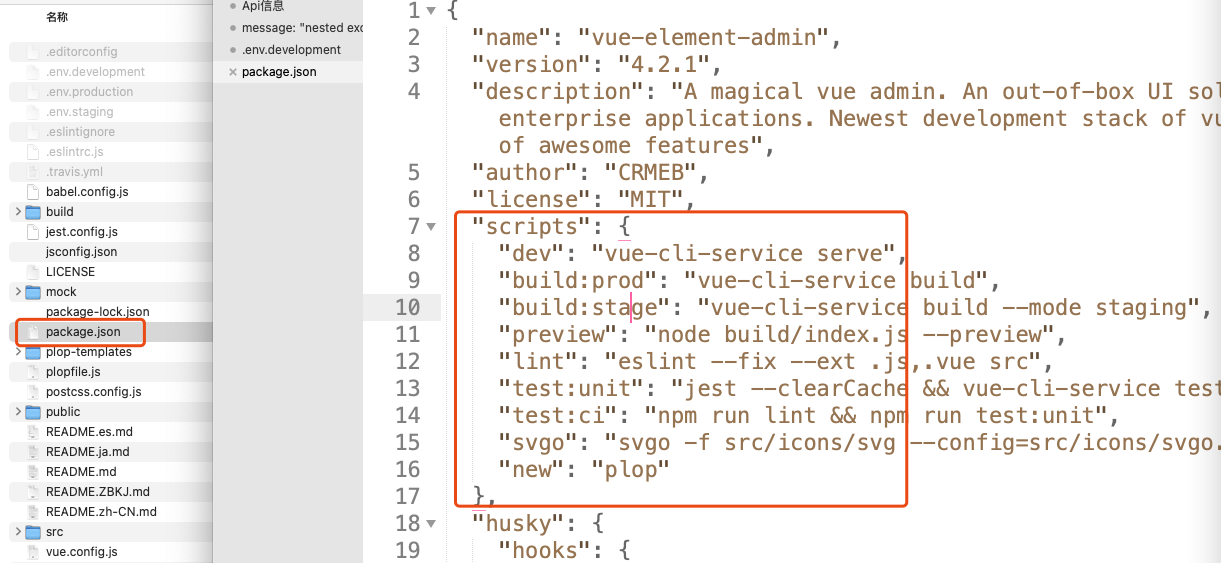 名称
.editorconfig
.env.development
.env.production
.env.staging
.eslintignore
.eslintrc.js
.travis.yml
babel.config.js
build
jest.config.js
jsconfig.json
LICENSE
mock
package-lock.json
package.json
plop-templates
plopfile.js
postcss.config.js
public
README.es.md
README.ja.md
README.md
README.ZBKJ.md
README.zh-CN.md
src
vue.config.js
Api信息
message: "nested exc
.env.development
package.json
1 {
2 "name": "vue-element-admin",
3 "version": "4.2.1",
4 "description": "A magical vue admin. An out-of-box UI sol
enterprise applications. Newest development stack of vu
of awesome features",
5 "author": "CRMEB",
6 "license": "MIT",
7 "scripts": {
8 "dev": "vue-cli-service serve",
9 "build:prod": "vue-cli-service build",
10 "build:stage": "vue-cli-service build --mode staging",
11 "preview": "node build/index.js --preview",
12 "lint": "eslint --fix --ext .js,.vue src",
13 "test:unit": "jest --clearCache && vue-cli-service test
14 "test:ci": "npm run lint && npm run test:unit",
15 "svgo": "svgo -f src/icons/svg --config=src/icons/svgo.
16 "new": "plop"
17 },
18 "husky": {
19 "hooks": {